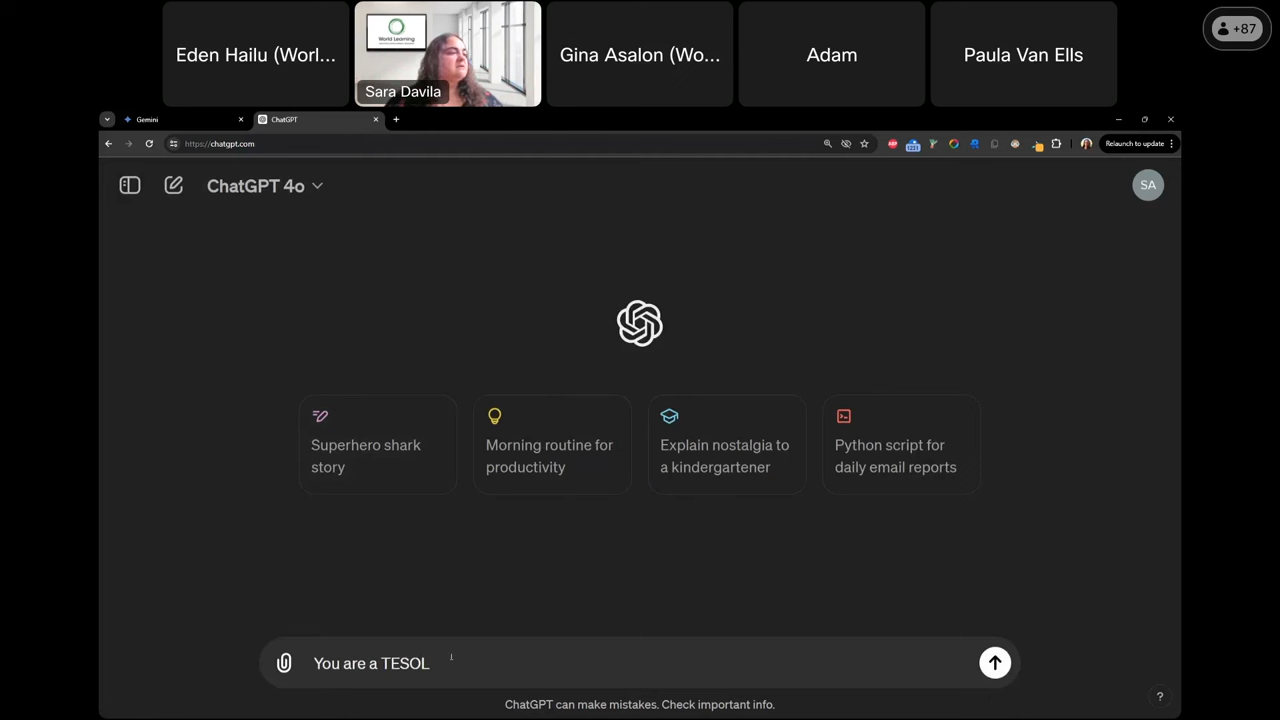 Eden Hailu (Worl...
World Learning
Sara Davila
Gina Asalon (Wo...
Adam
Paula Van Ells
+87
Gemini
ChatGPT
https://chatgpt.com
Relaunch to update
ChatGPT 4o
SA
Superhero shark
story
Morning routine for
productivity
Explain nostalgia to
a kindergartener
Python script for
daily email reports
You are a TESOL
ChatGPT can make mistakes. Check important info.
?